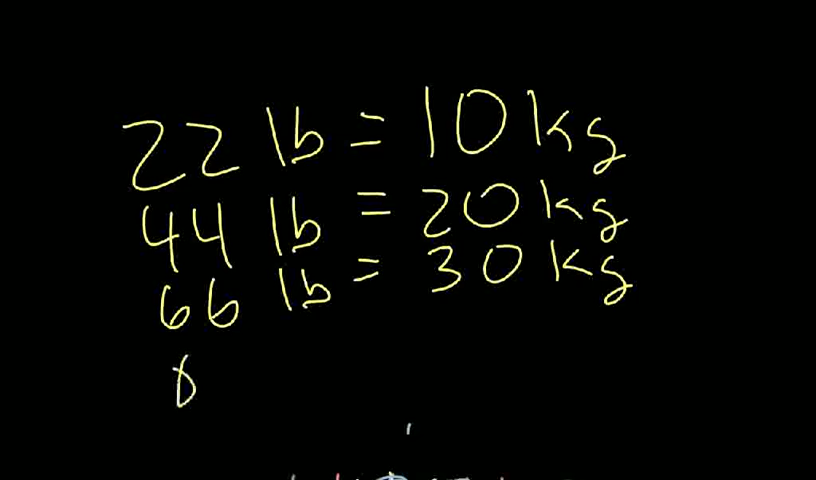 22 lb = 10 kg
44 lb = 20 kg
66 lb = 30 kg